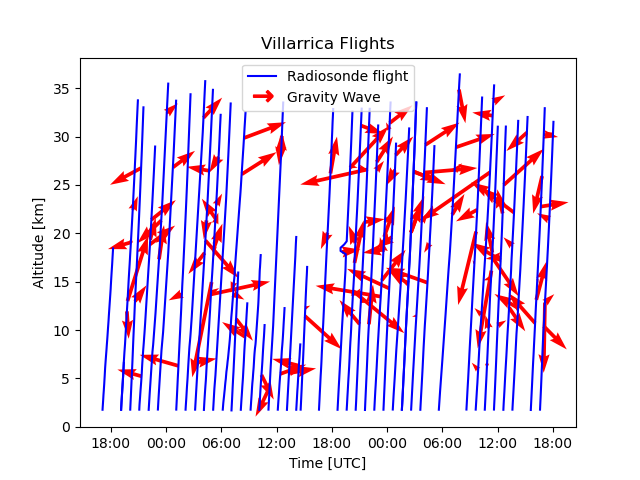 Villarrica Flights
Radiosonde flight
Gravity Wave
Altitude [km]
35
30
25
20
15
10
5
0
18:00 00:00 06:00 12:00 18:00 00:00 06:00 12:00 18:00
Time [UTC]